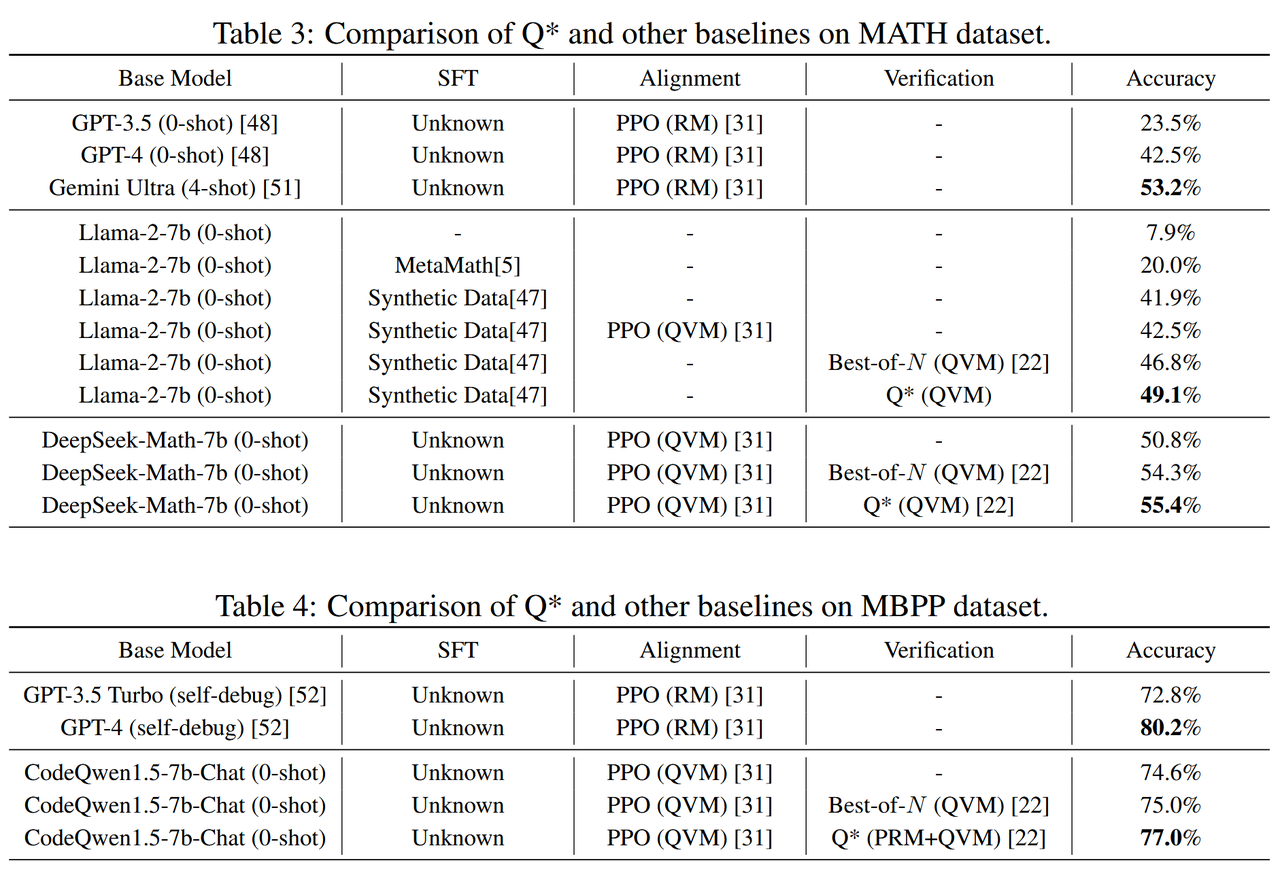 Table 3: Comparison of Q* and other baselines on MATH dataset.
Base Model SFT Alignment Verification Accuracy
GPT-3.5 (0-shot) [48] Unknown PPO (RM) [31] - 23.5%
GPT-4 (0-shot) [48] Unknown PPO (RM) [31] - 42.5%
Gemini Ultra (4-shot) [51] Unknown PPO (RM) [31] - 53.2%
Llama-2-7b (0-shot) - - - 7.9%
Llama-2-7b (0-shot) MetaMath[5] - - 20.0%
Llama-2-7b (0-shot) Synthetic Data[47] - - 41.9%
Llama-2-7b (0-shot) Synthetic Data[47] PPO (QVM) [31] - 42.5%
Llama-2-7b (0-shot) Synthetic Data[47] - Best-of-N (QVM) [22] 46.8%
Llama-2-7b (0-shot) Synthetic Data[47] - Q* (QVM) 49.1%
DeepSeek-Math-7b (0-shot) Unknown PPO (QVM) [31] - 50.8%
DeepSeek-Math-7b (0-shot) Unknown PPO (QVM) [31] Best-of-N (QVM) [22] 54.3%
DeepSeek-Math-7b (0-shot) Unknown PPO (QVM) [31] Q* (QVM) [22] 55.4%
Table 4: Comparison of Q* and other baselines on MBPP dataset.
Base Model SFT Alignment Verification Accuracy
GPT-3.5 Turbo (self-debug) [52] Unknown PPO (RM) [31] - 72.8%
GPT-4 (self-debug) [52] Unknown PPO (RM) [31] - 80.2%
CodeQwen1.5-7b-Chat (0-shot) Unknown PPO (QVM) [31] - 74.6%
CodeQwen1.5-7b-Chat (0-shot) Unknown PPO (QVM) [31] Best-of-N (QVM) [22] 75.0%
CodeQwen1.5-7b-Chat (0-shot) Unknown PPO (QVM) [31] Q* (PRM+QVM) [22] 77.0%